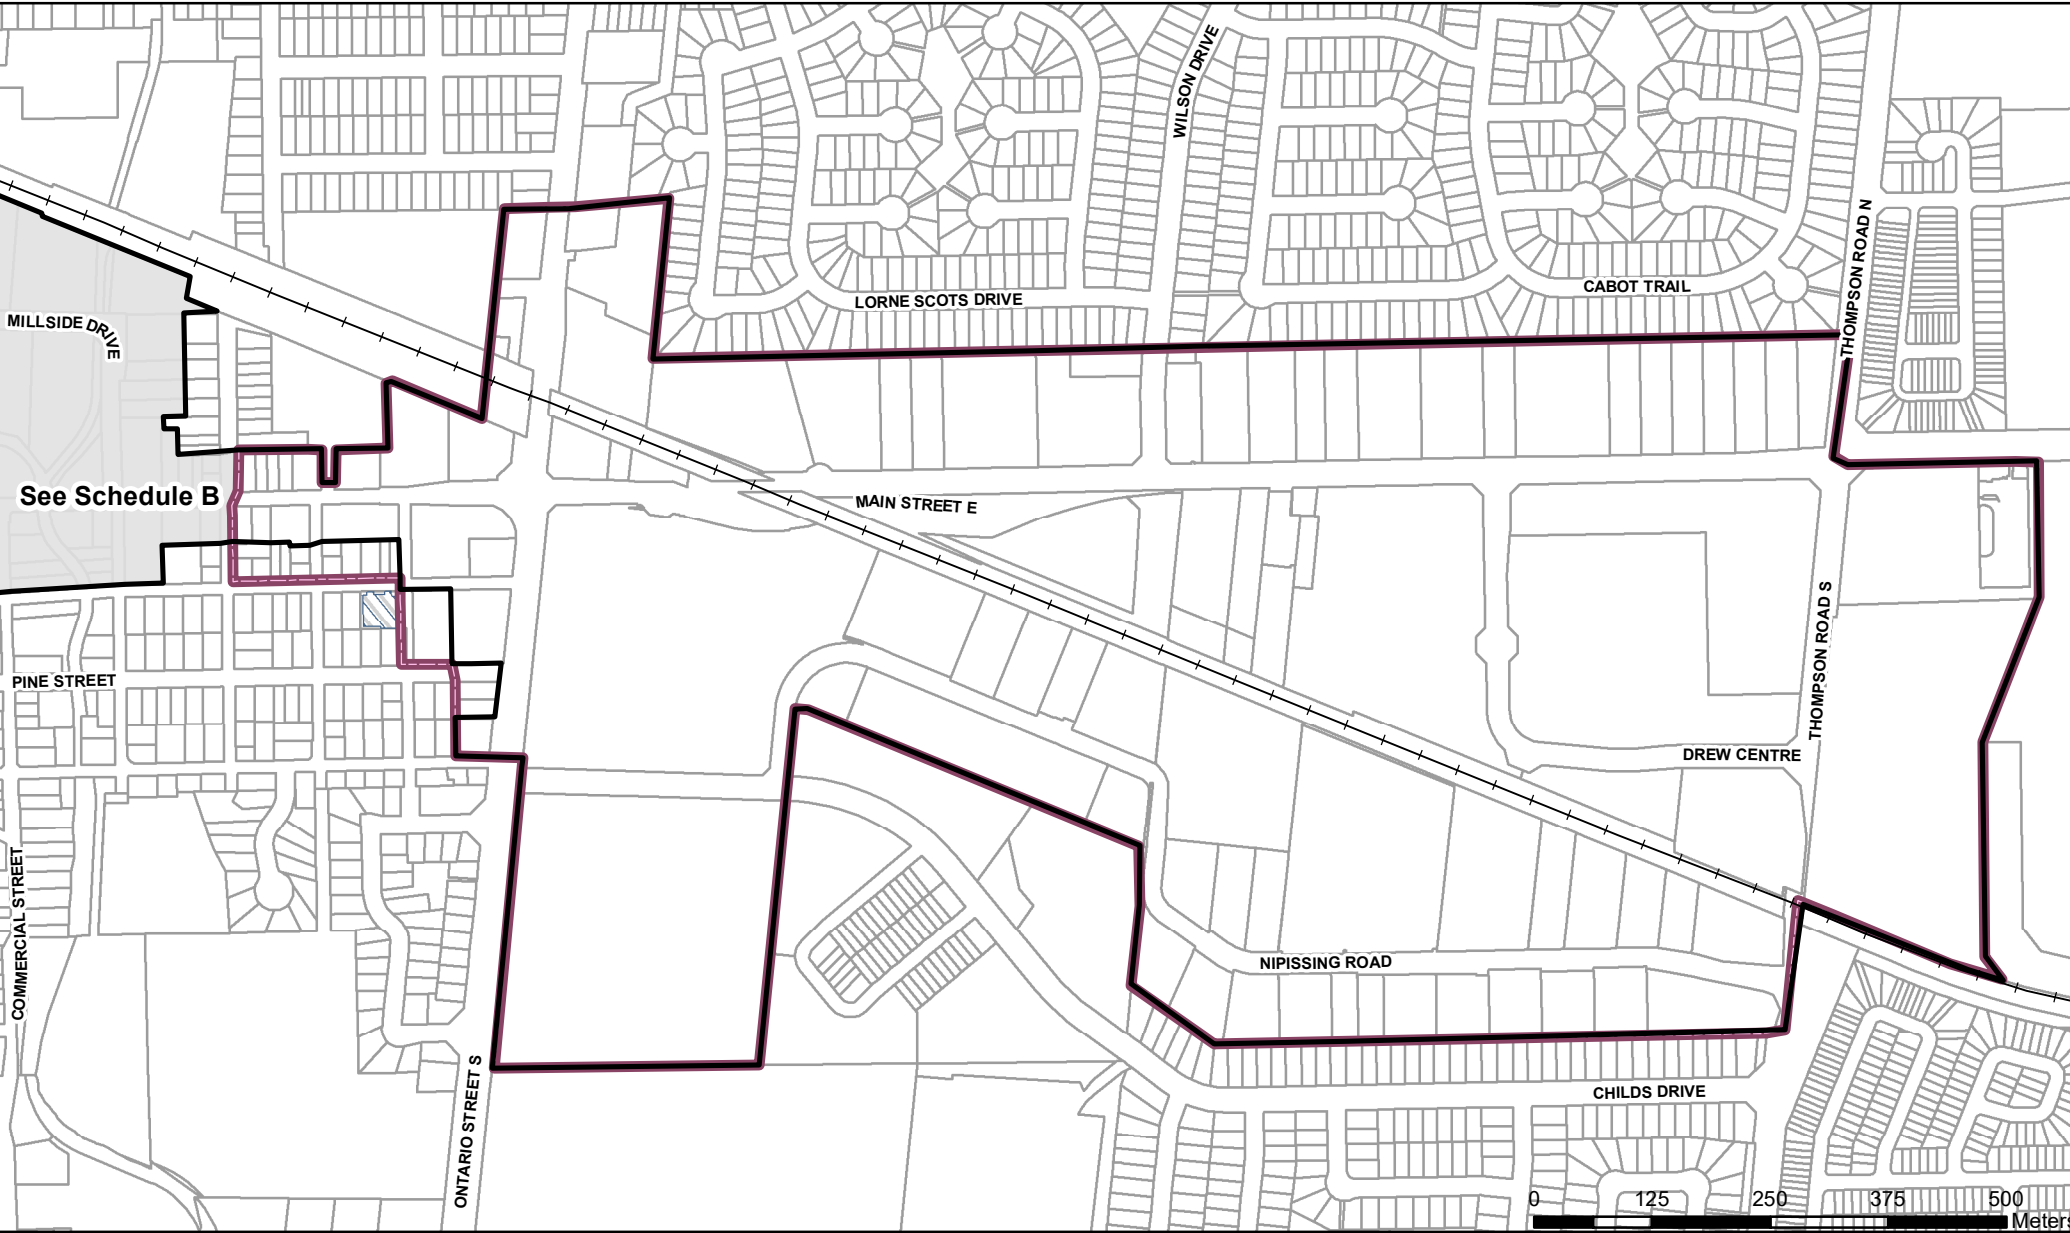 WILSON DRIVE
THOMPSON ROAD N
CABOT TRAIL
LORNE SCOTS DRIVE
MILLSIDE DRIVE
See Schedule B
MAIN STREET E
THOMPSON ROAD S
PINE STREET
DREW CENTRE
COMMERCIAL STREET
NIPISSING ROAD
ONTARIO STREET S
CHILDS DRIVE
0 125 250 375 500
Meters